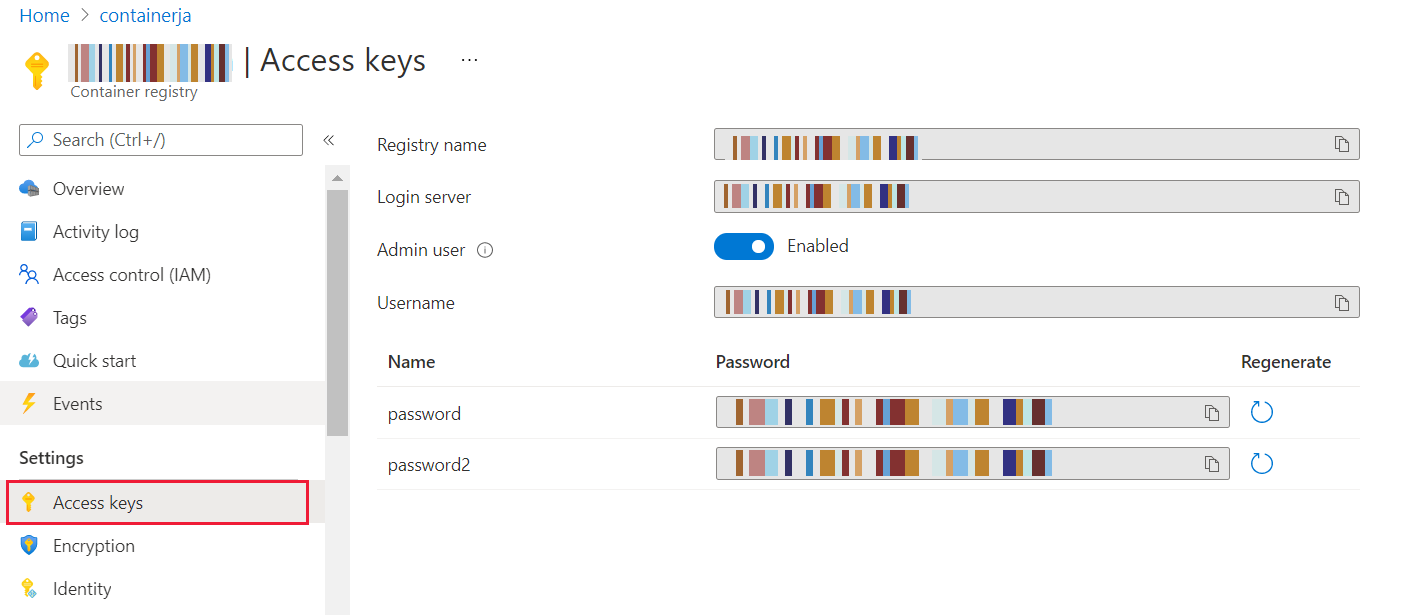 Home > containerja
| Access keys ...
Container registry
Search (Ctrl+/)
«
Overview
Activity log
Access control (IAM)
Tags
Quick start
Events
Settings
Access keys
Encryption
Identity
Registry name
Login server
Admin user
Enabled
Username
Name Password Regenerate
password
password2